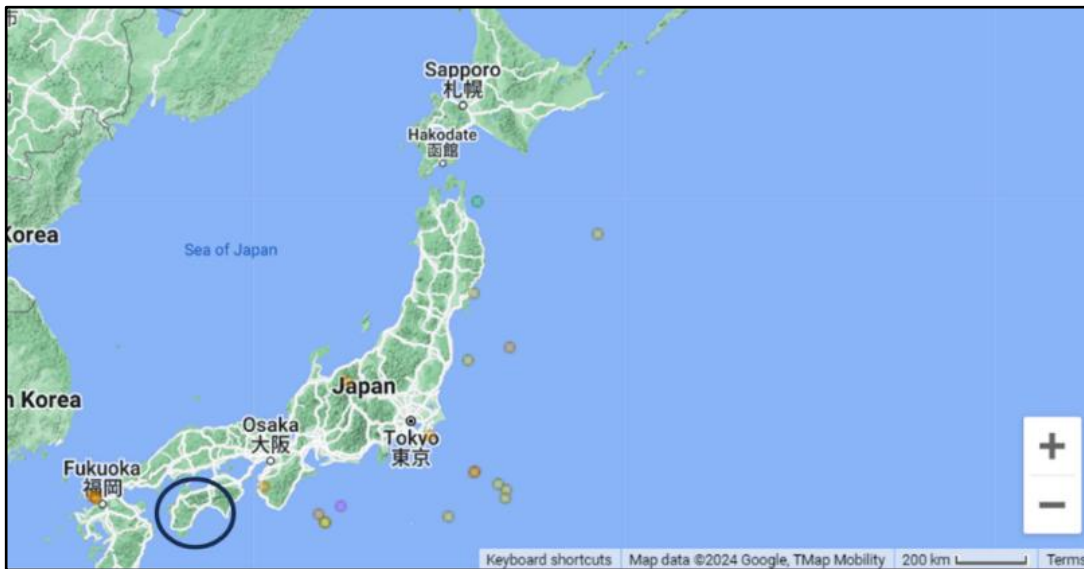 市
Sapporo
札幌
Hakodate
函館
Korea
Sea of Japan
Korea
Japan
Osaka
大阪
Tokyo
東京
Fukuoka
福岡
+
−
Keyboard shortcuts
Map data ©2024 Google, TMap Mobility
200 km
Terms